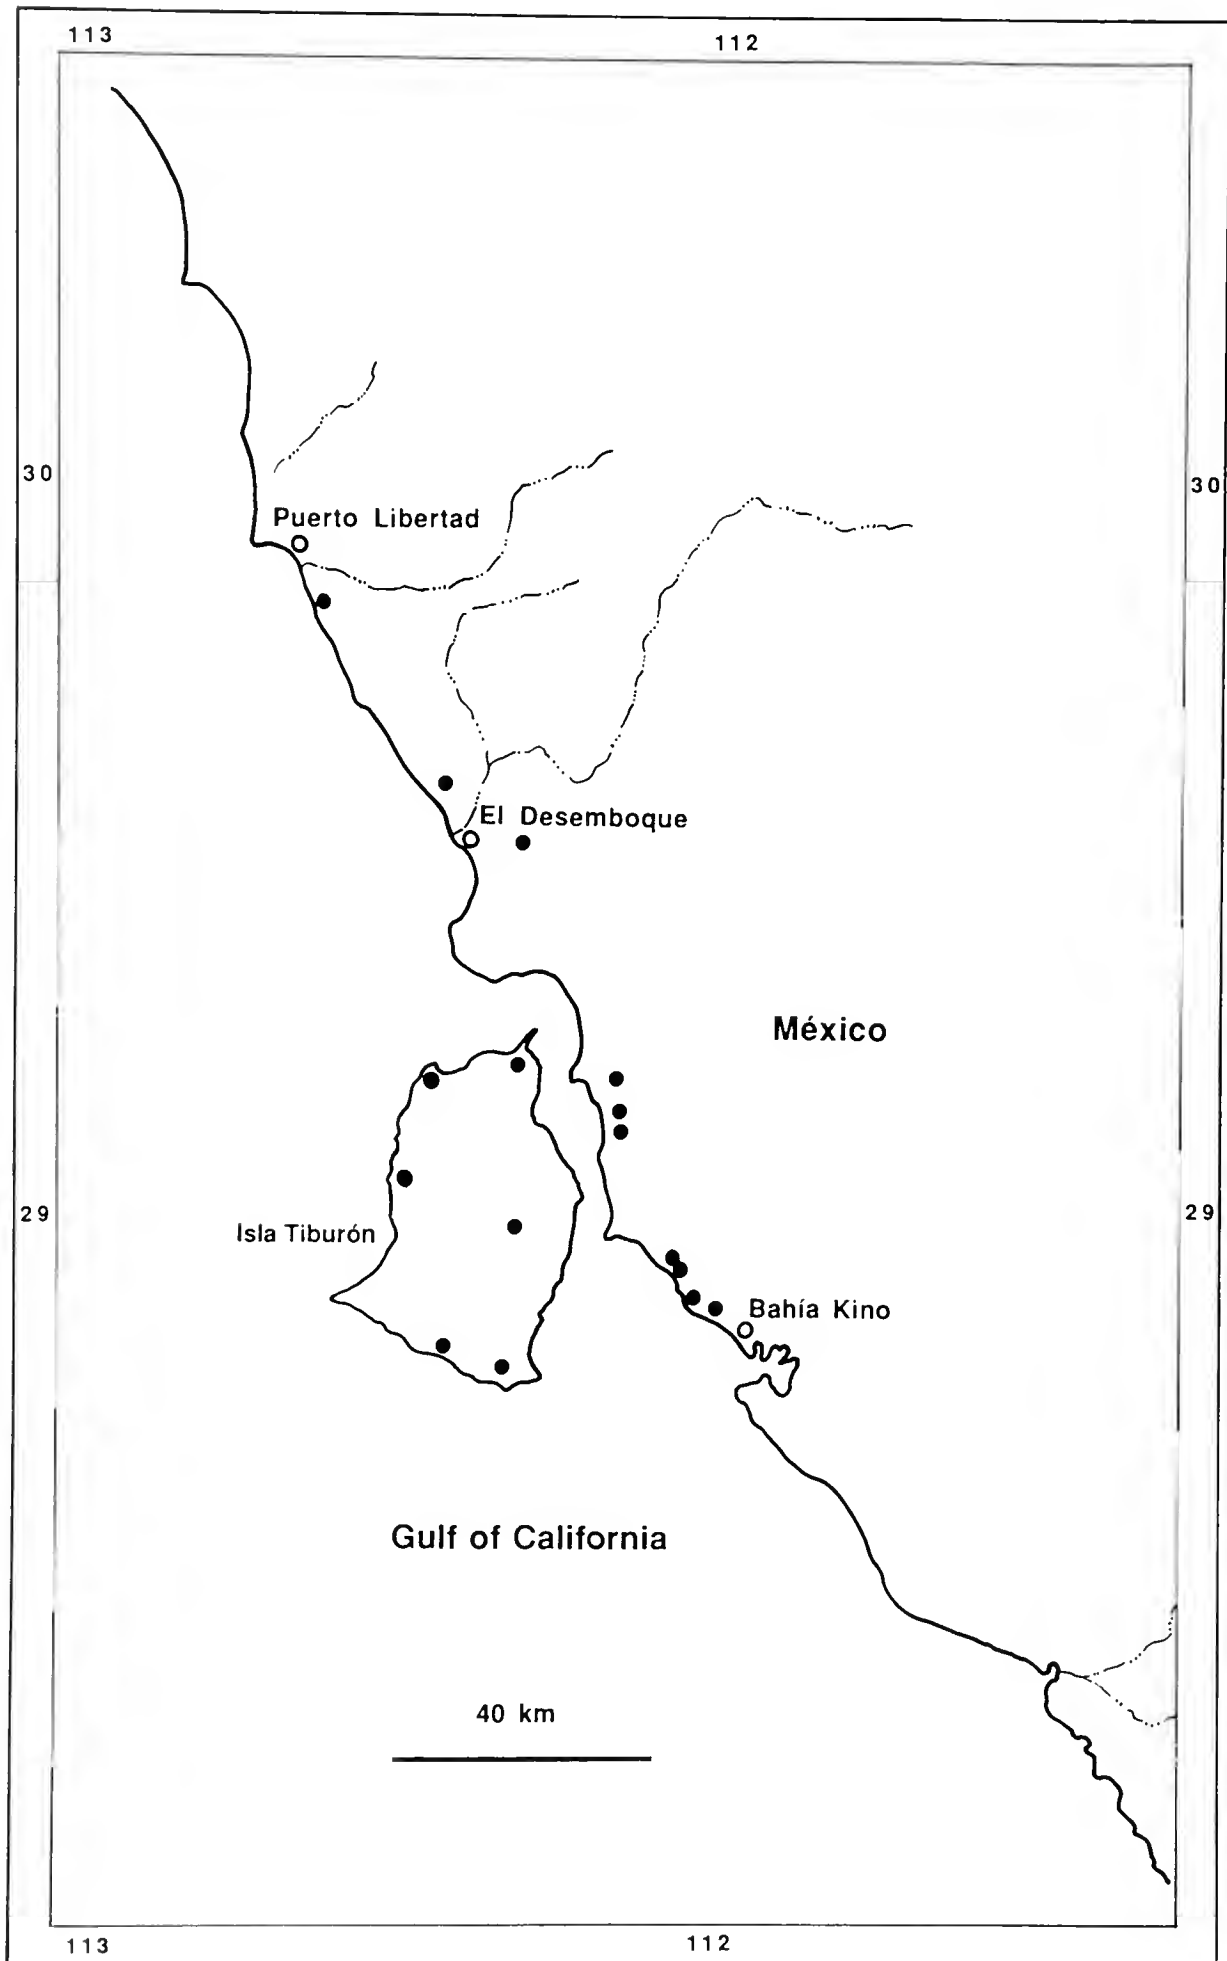 113
112
30
30
Puerto Libertad
El Desemboque
México
29
29
Isla Tiburón
Bahía Kino
Gulf of California
40 km
113
112